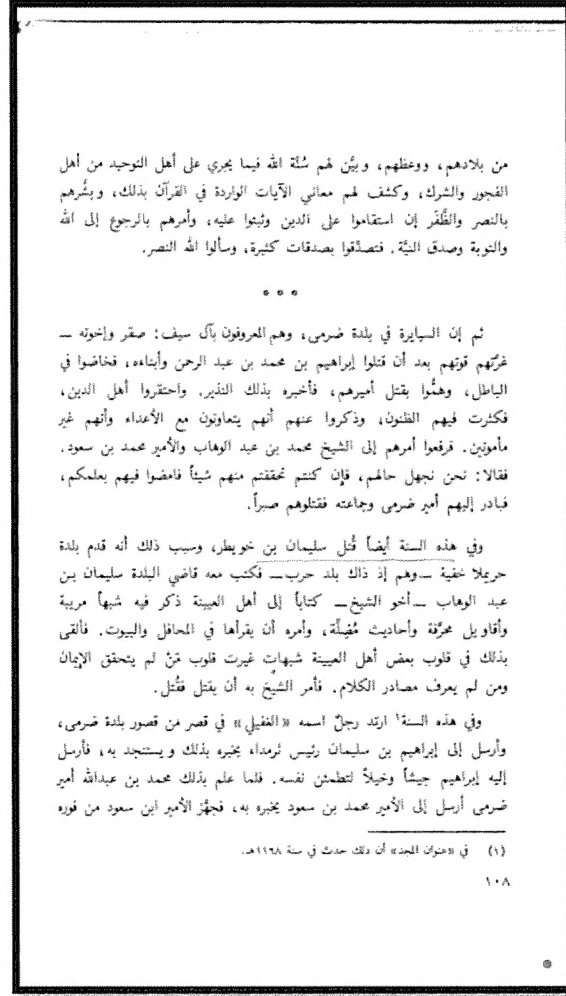 من بلادهم، ووعظهم، وبيَّن لهم سُنَّة الله فيما يجري على أهل التوحيد من أهل
الفجور والشرك، وكشف لهم معاني الآيات الواردة في القرآن بذلك، وبشَّرهم
بالنصر والظَّفَر إن استقاموا على الدين وثبتوا عليه، وأمرهم بالرجوع إلى الله
والتوبة وصدق النيَّة. فتصدَّقوا بصدقات كثيرة، وسألوا الله النصر.
* * *
ثم إن السيايرة في بلدة ضرمى، وهم المعروفون بآل سيف: صقر وإخوته —
غرَّتهم قوتهم بعد أن قتلوا إبراهيم بن محمد بن عبد الرحمن وأبناءه، فخاضوا في
الباطل، وهمُّوا بقتل أميرهم، فأخبره بذلك النذير. واحتقروا أهل الدين،
فكثرت فيهم الظنون، وذكروا عنهم أنهم يتعاونون مع الأعداء وأنهم غير
مأمونين. فرفعوا أمرهم إلى الشيخ محمد بن عبد الوهاب والأمير محمد بن سعود.
فقالا: نحن نجهل حالهم، فإن كنتم تحققتم منهم شيئاً فامضوا فيهم بعلمكم،
فبادر إليهم أمير ضرمى وجماعته فقتلوهم صبراً.
وفي هذه السنة أيضاً قُتل سليمان بن خويطر، وسبب ذلك أنه قدم بلدة
حريملا خفية —وهم إذ ذاك بلد حرب— فكتب معه قاضي البلدة سليمان بن
عبد الوهاب —أخو الشيخ— كتاباً إلى أهل العيينة ذكر فيه شبهاً مريبة
وأقاويل محرَّفة وأحاديث مُضِلَّة، وأمره أن يقرأها في المحافل والبيوت. فألقى
بذلك في قلوب بعض أهل العيينة شبهاتٍ غيرت قلوب مَنْ لم يتحقق الإيمان
ومن لم يعرف مصادر الكلام. فأمر الشيخ به أن يقتل فقُتل.
وفي هذه السنة١ ارتد رجلٌ اسمه «الغفيلي» في قصر من قصور بلدة ضرمى،
وأرسل إلى إبراهيم بن سليمان رئيس ثرمداء يخبره بذلك ويستنجد به، فأرسل
إليه إبراهيم جيشاً وخيلاً لتطمئن نفسه. فلما علم بذلك محمد بن عبدالله أمير
ضرمى أرسل إلى الأمير محمد بن سعود يخبره به، فجهَّز الأمير ابن سعود من فوره
(١) في «عنوان المجد» أن ذلك حدث في سنة ١١٦٨هـ.
١٠٨